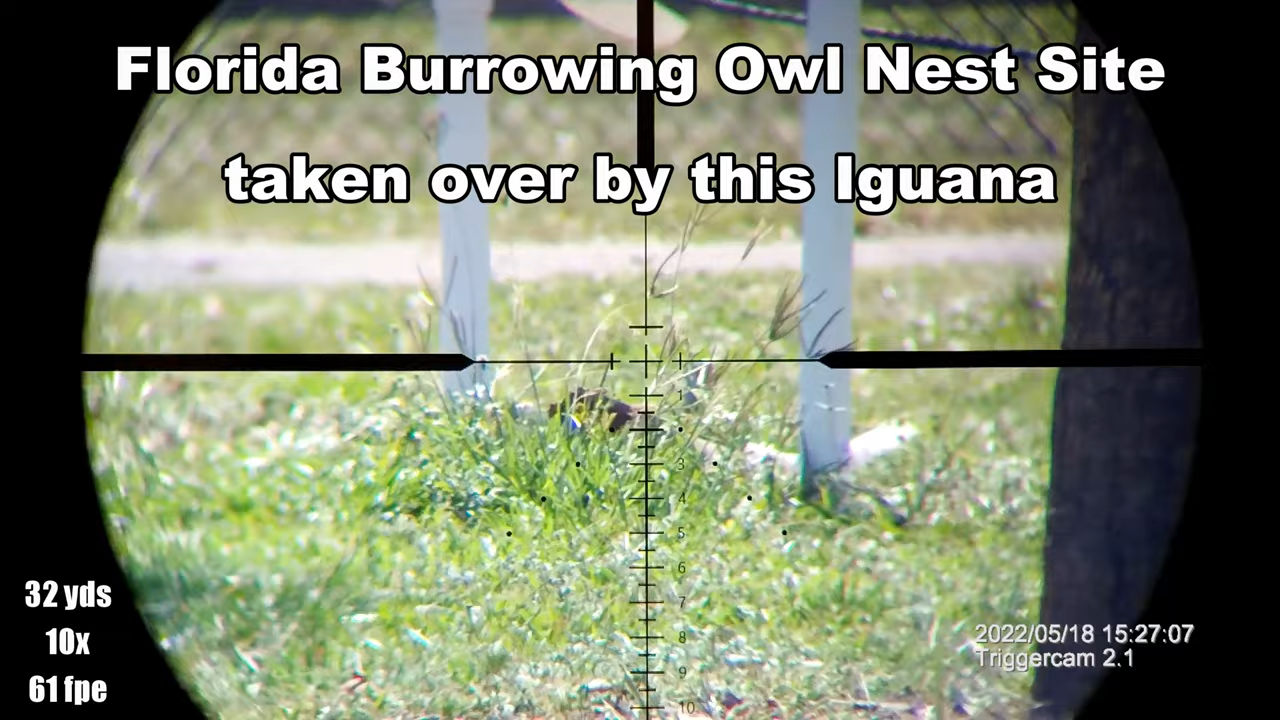 Florida Burrowing Owl Nest Site
taken over by this Iguana
1
3
4
5
6
7
8
9
10
32 yds
10x
61 fpe
2022/05/18 15:27:07
Triggercam 2.1